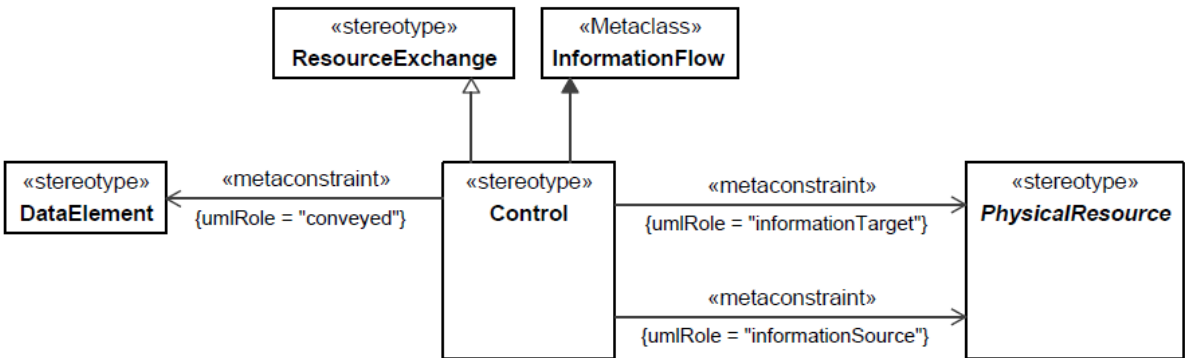 «stereotype»
ResourceExchange
«Metaclass»
InformationFlow
«stereotype»
DataElement
«metaconstraint»
{umlRole = "conveyed"}
«stereotype»
Control
«metaconstraint»
{umlRole = "informationTarget"}
«metaconstraint»
{umlRole = "informationSource"}
«stereotype»
PhysicalResource